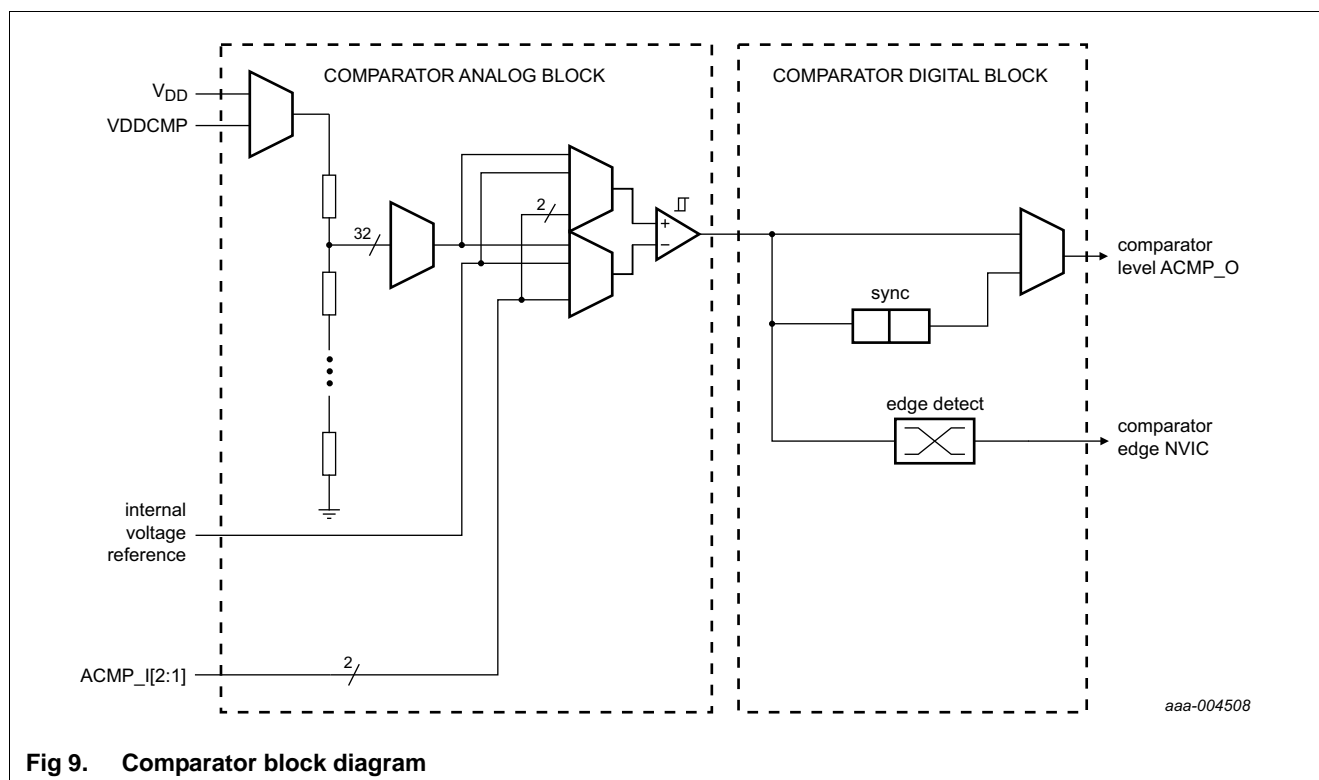 COMPARATOR ANALOG BLOCK
COMPARATOR DIGITAL BLOCK
VDD
VDDCMP
32
2
+
−
sync
comparator
level ACMP_O
edge detect
comparator
edge NVIC
internal
voltage
reference
ACMP_I[2:1]
2
aaa-004508
Fig 9. Comparator block diagram